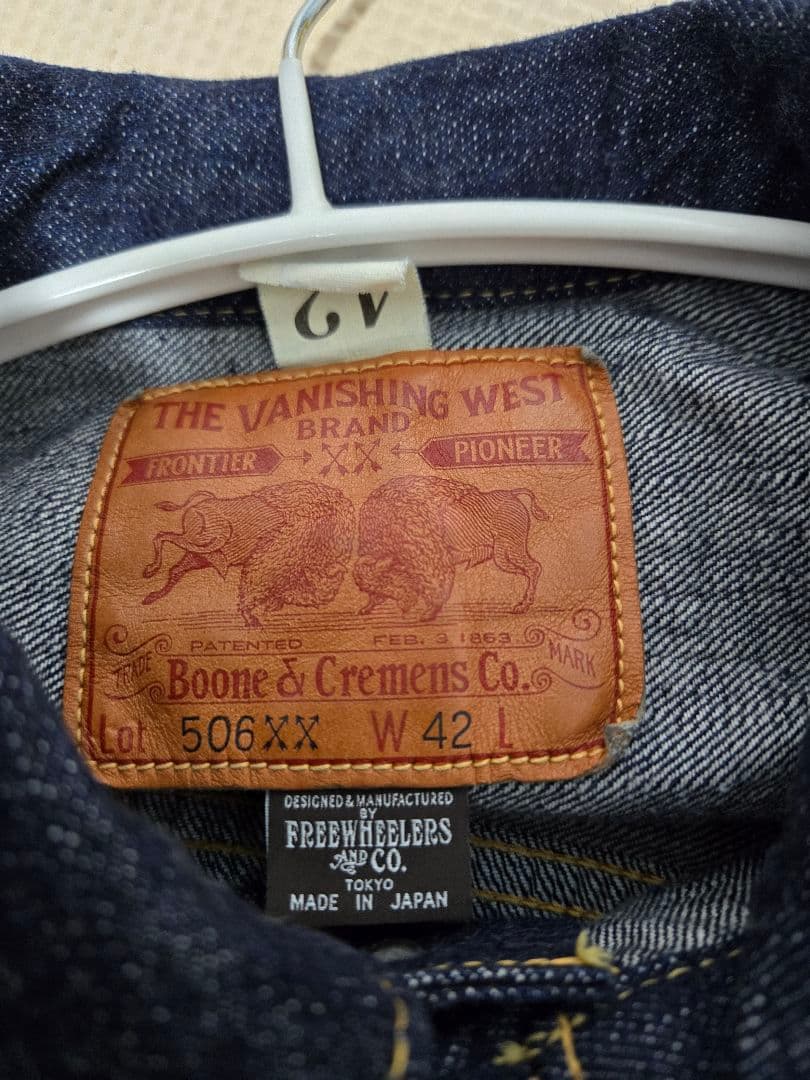 42
THE VANISHING WEST
BRAND
FRONTIER XX PIONEER
PATENTED FEB. 3 1863
TRADE MARK
Boone & Cremens Co.
Lot 506XX W 42 L
DESIGNED & MANUFACTURED
BY
FREEWHEELERS
AND CO.
TOKYO
MADE IN JAPAN